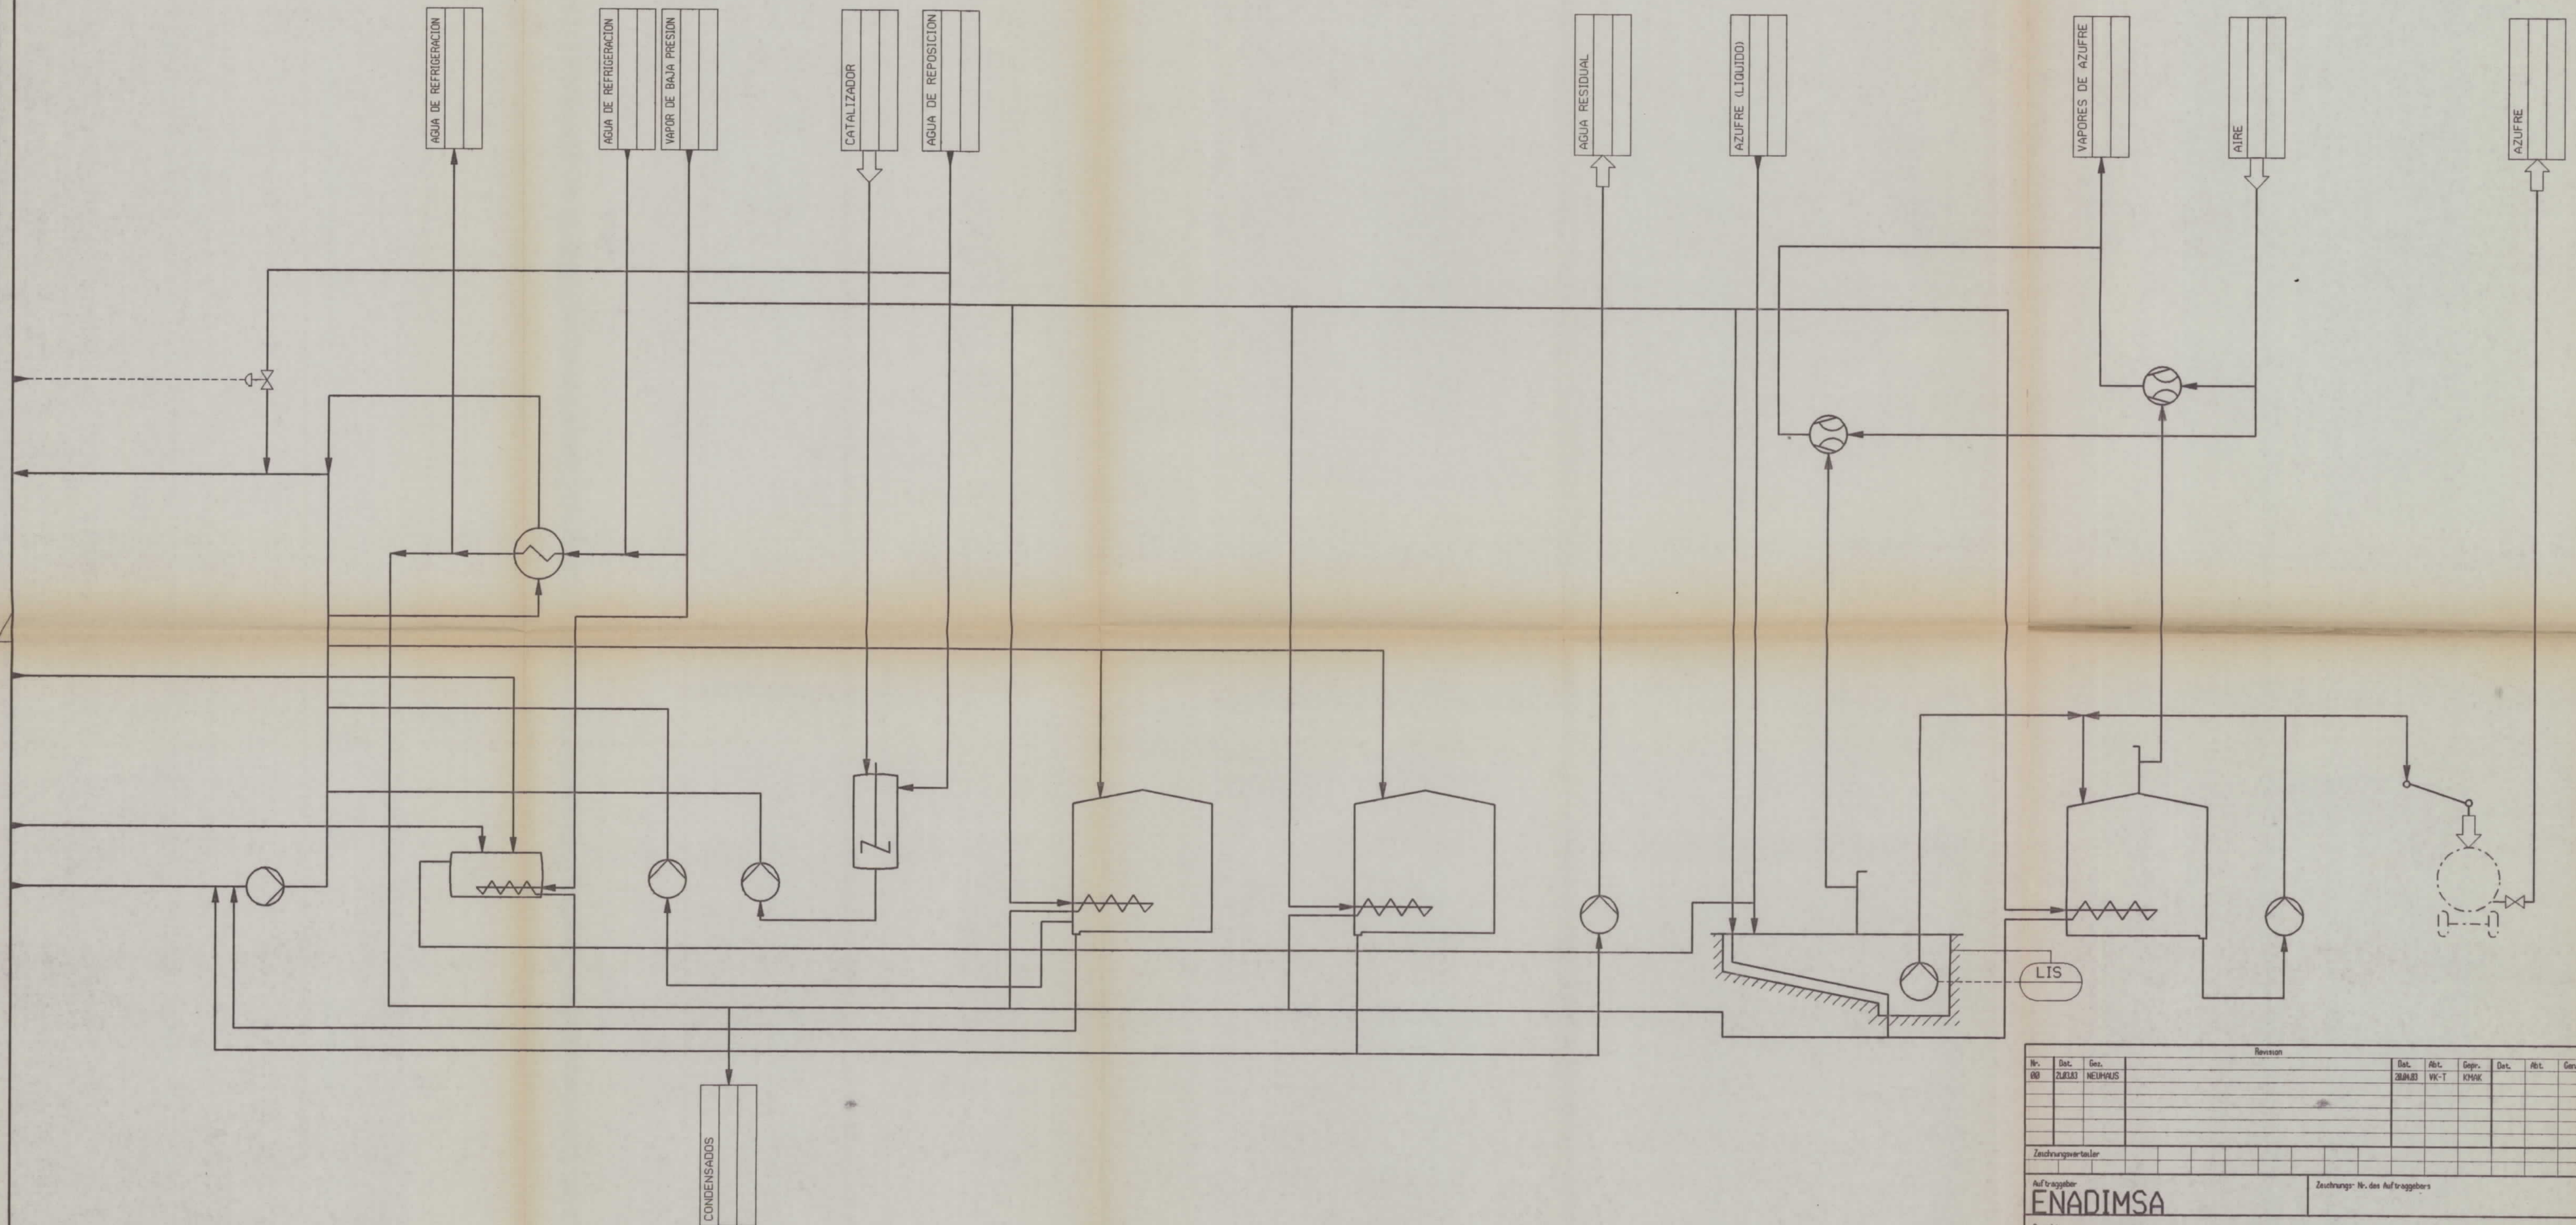 AGUA DE REFRIGERACION
AGUA DE REFRIGERACION
VAPOR DE BAJA PRESION
CATALIZADOR
AGUA DE REPOSICION
AGUA RESIDUAL
AZUFRE (LIQUIDO)
VAPORES DE AZUFRE
AIRE
AZUFRE
LIS
CONDENSADOS
Revision
Nr. Dat. Gez. Dat. Abt. Gepr. Dat. Abt.
00 NEUHAUS VK-T KMAK
Zeichnungsverteiler
Auftraggeber
ENADIMSA
Zeichnungs- Nr. des Auftraggebers